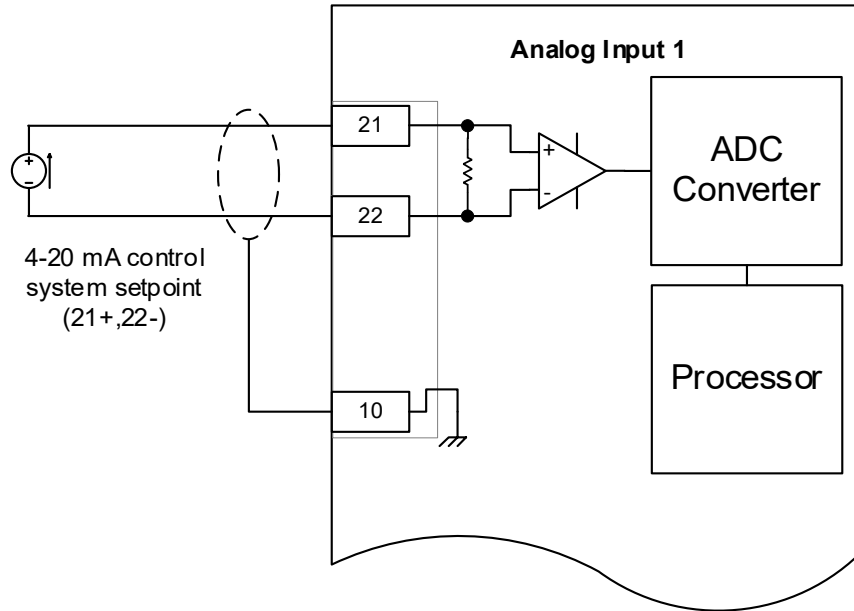 Analog Input 1
21
+
ADC
Converter
+
-
22
-
4-20 mA control
system setpoint
(21+,22-)
Processor
10